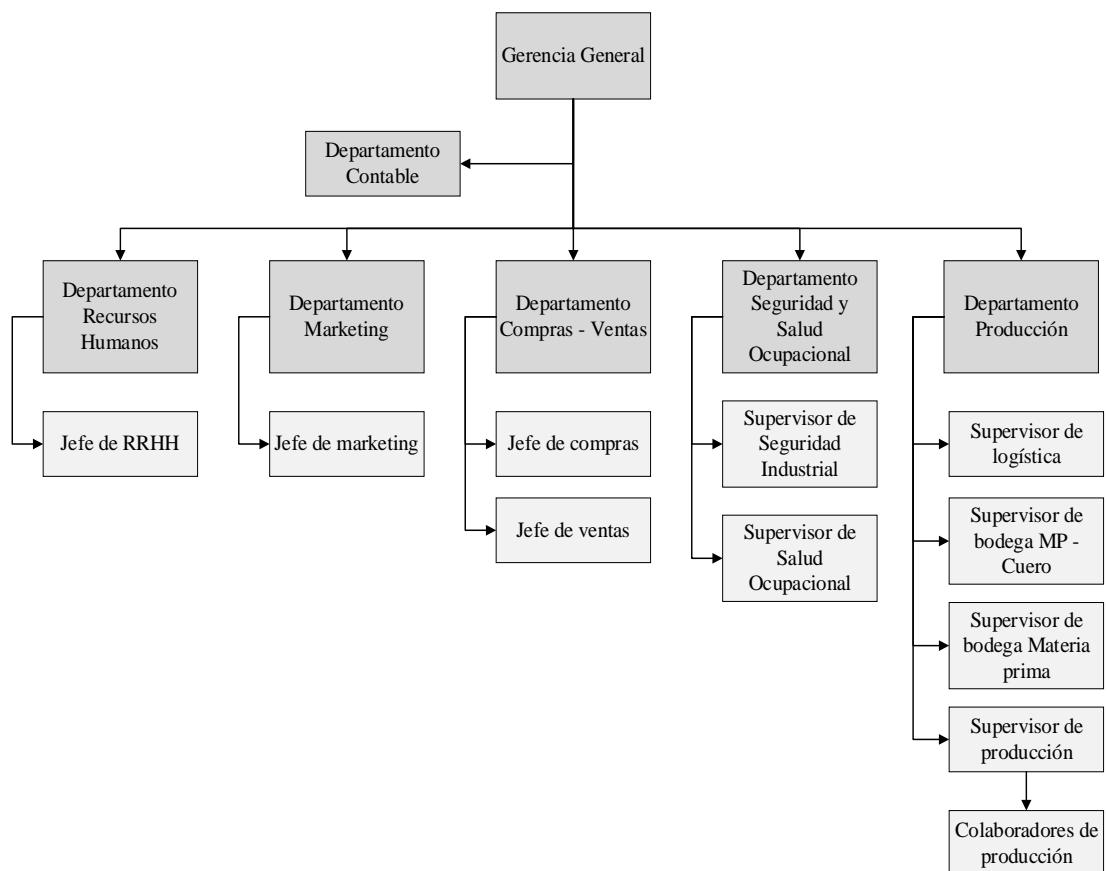 Gerencia General
Departamento
Contable
Departamento
Recursos
Humanos
Departamento
Marketing
Departamento
Compras - Ventas
Departamento
Seguridad y
Salud
Ocupacional
Departamento
Producción
Jefe de RRHH
Jefe de marketing
Jefe de compras
Jefe de ventas
Supervisor de
Seguridad
Industrial
Supervisor de
Salud
Ocupacional
Supervisor de
logística
Supervisor de
bodega MP -
Cuero
Supervisor de
bodega Materia
prima
Supervisor de
producción
Colaboradores de
producción